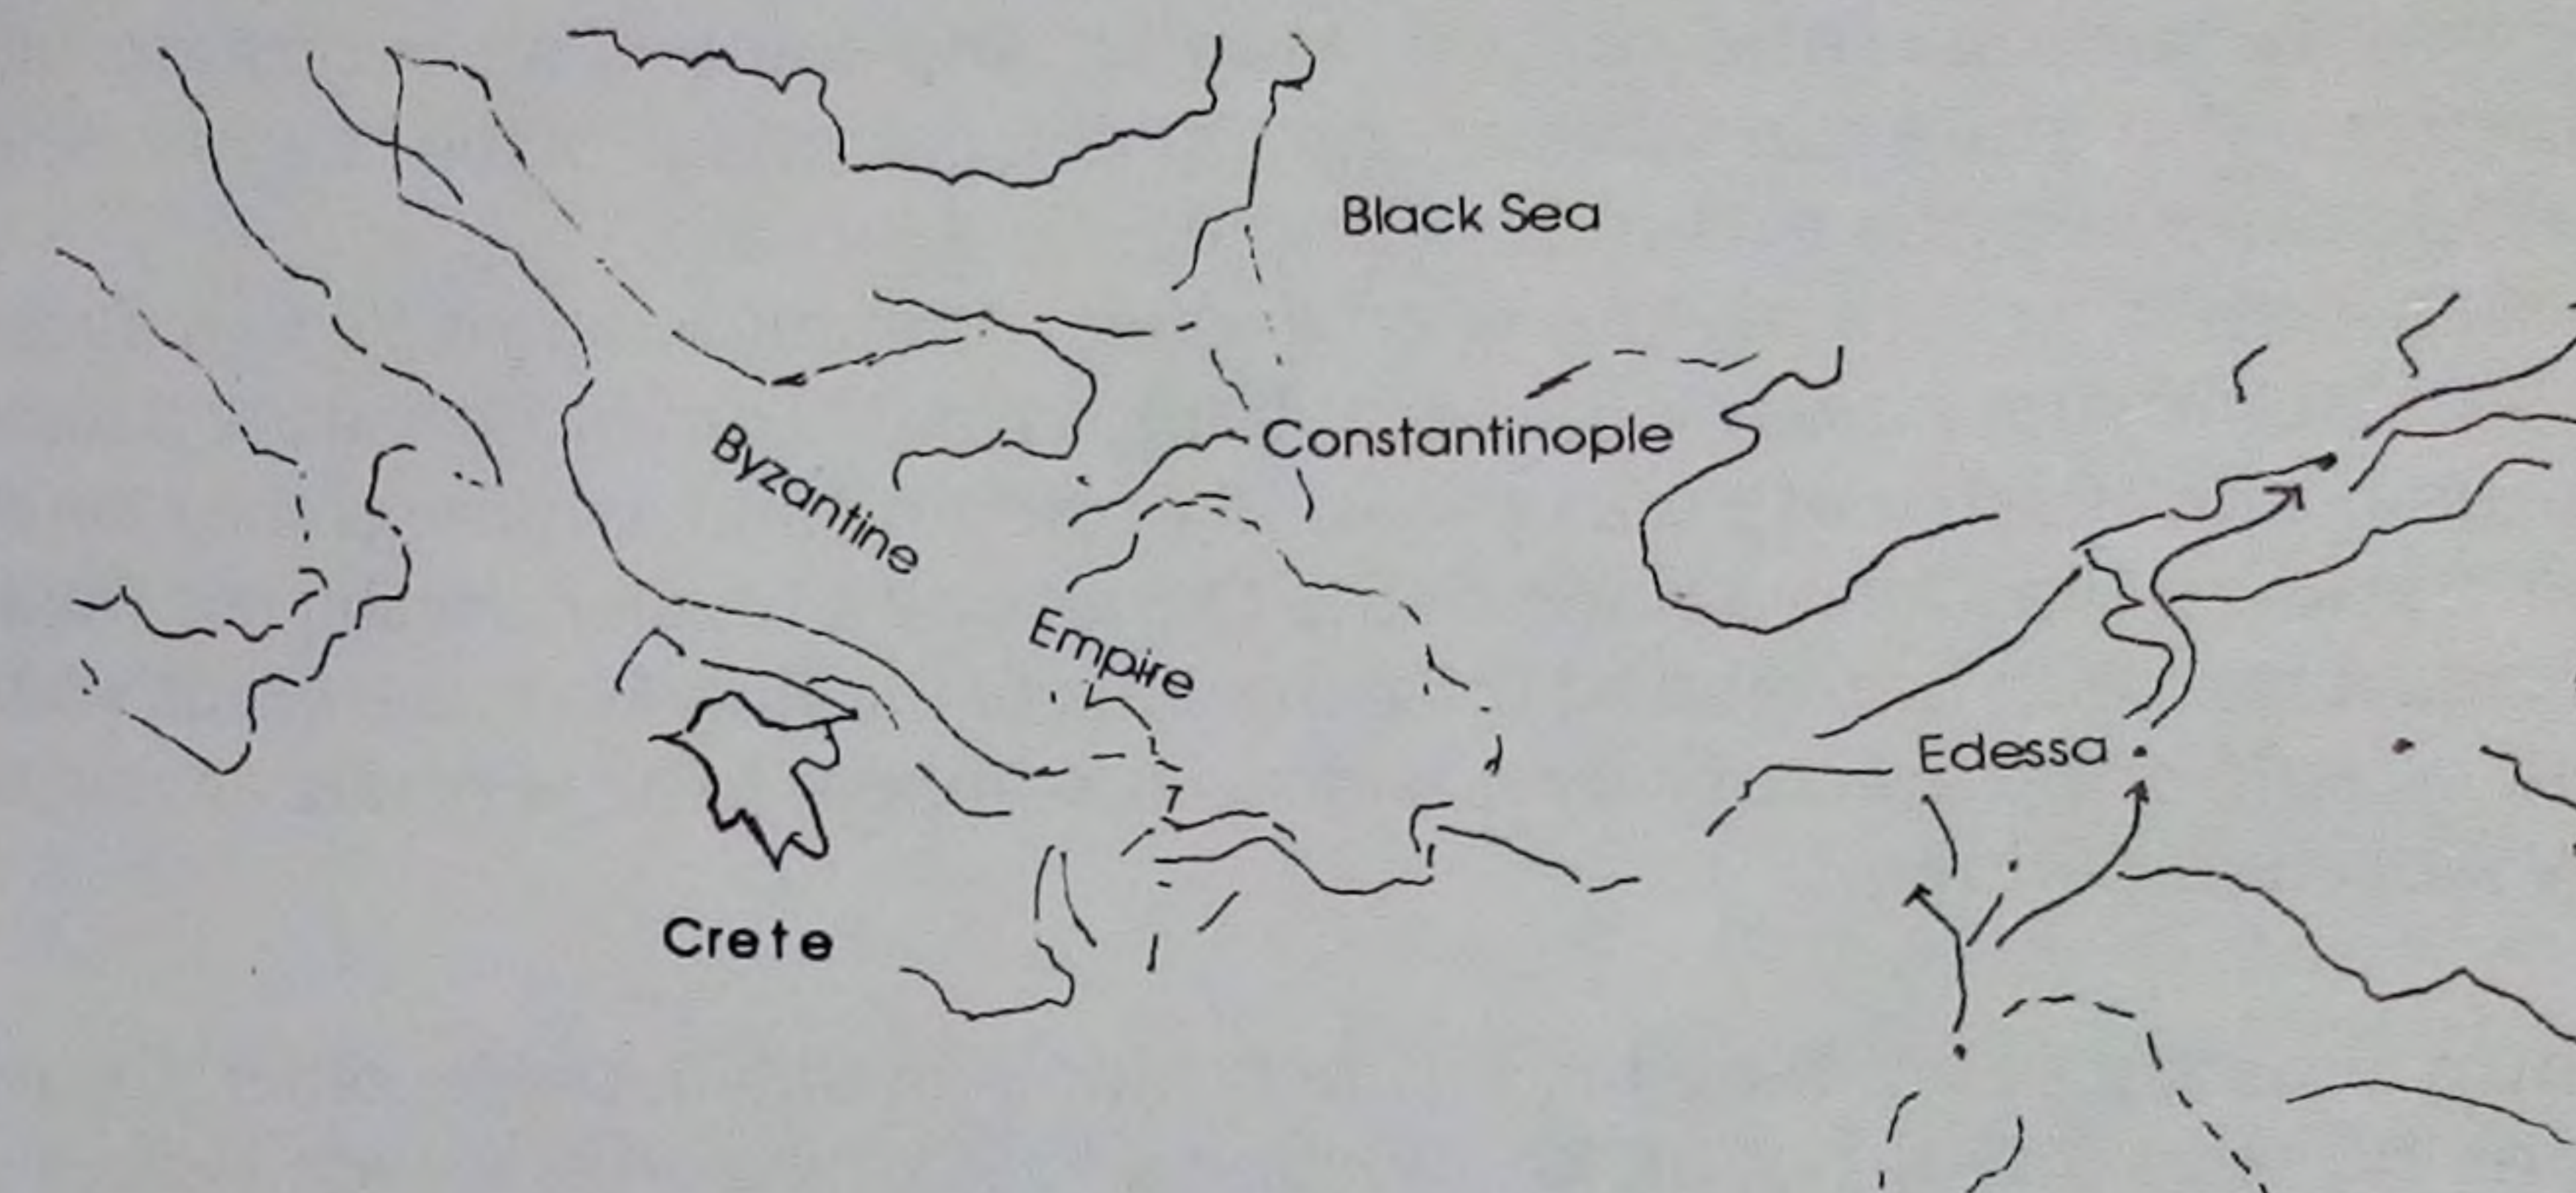 Black Sea
Constantinople
Byzantine
Empire
Edessa
Crete